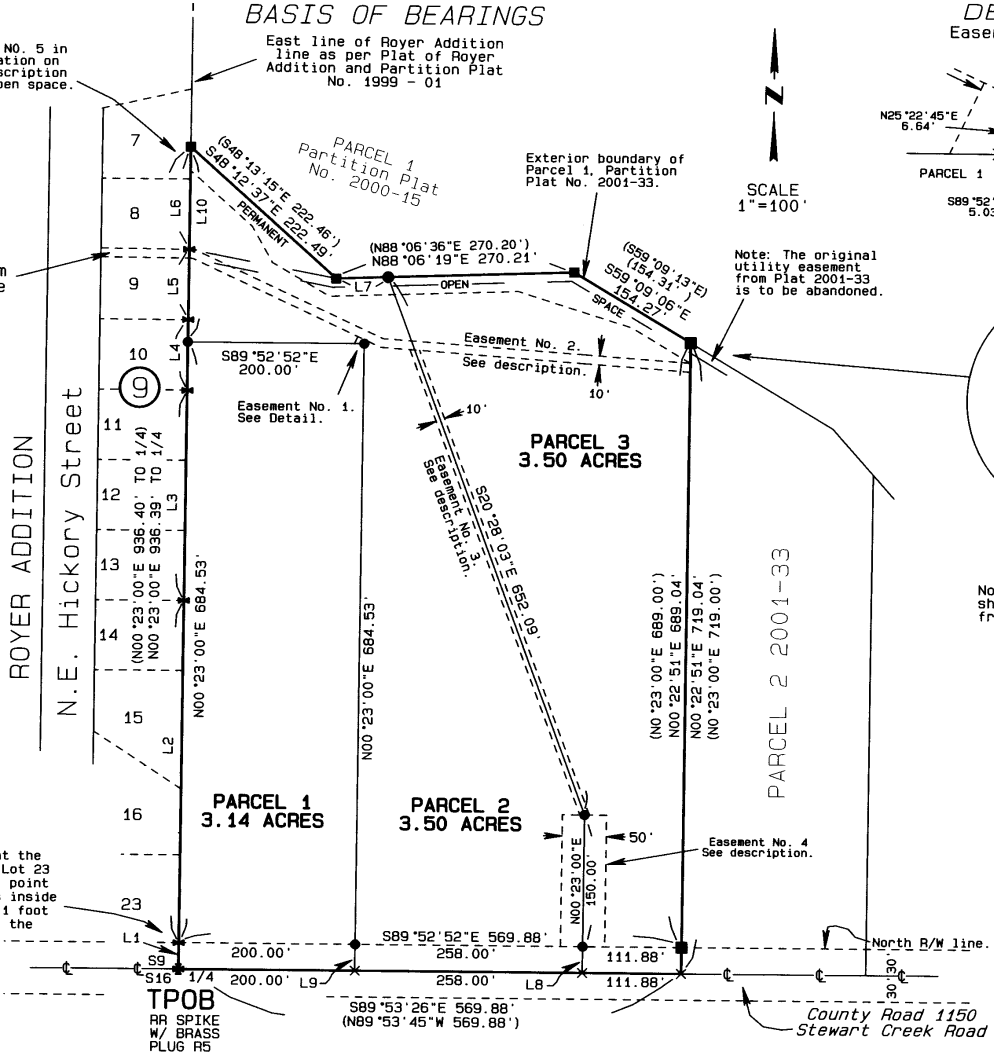 BASIS OF BEARINGS
East line of Royer Addition
line as per Plat of Royer
Addition and Partition Plat
No. 1999 - 01
NO. 5 in
ation on
scription
pen space.
DE
Easem
N
SCALE
1"=100'
N25°22'45"E
6.64'
PARCEL 1
S89°52'
5.03
PARCEL 1
Partition Plat
No. 2000-15
(S48°13'15"E 222.46')
S48°12'37"E 222.49'
PERMANENT
Exterior boundary of
Parcel 1, Partition
Plat No. 2001-33.
(N88°06'36"E 270.20')
N88°06'19"E 270.21'
OPEN
SPACE
(S59°09'13"E)
(154.31')
S59°09'06"E
154.27'
Note: The original
utility easement
from Plat 2001-33
is to be abandoned.
7
8
9
10
11
12
13
14
15
16
23
9
L6
L10
L5
L4
L3
L2
L1
L7
L8
L9
m
e
S89°52'52"E
200.00'
Easement No. 1.
See Detail.
Easement No. 2.
See description.
10'
10'
Easement No. 3.
See description.
S20°28'03"E 652.09'
PARCEL 3
3.50 ACRES
ROYER ADDITION
N.E. Hickory Street
(N00°23'00"E 936.40' TO 1/4)
N00°23'00"E 936.39' TO 1/4
N00°23'00"E 684.53'
N00°23'00"E 684.53'
(N0°23'00"E 689.00')
N00°22'51"E 689.04'
N00°22'51"E 719.04'
(N0°23'00"E 719.00')
PARCEL 2 2001-33
No
sh
fr
PARCEL 1
3.14 ACRES
PARCEL 2
3.50 ACRES
N00°23'00"E
150.00'
50'
Easement No. 4
See description.
at the
Lot 23
point
s inside
1 foot
the
S89°52'52"E 569.88'
200.00'
258.00'
111.88'
North R/W line.
S9
S16
1/4
200.00'
258.00'
111.88'
30'
30'
TPOB
RR SPIKE
W/ BRASS
PLUG R5
S89°53'26"E 569.88'
(N89°53'45"W 569.88')
County Road 1150
Stewart Creek Road